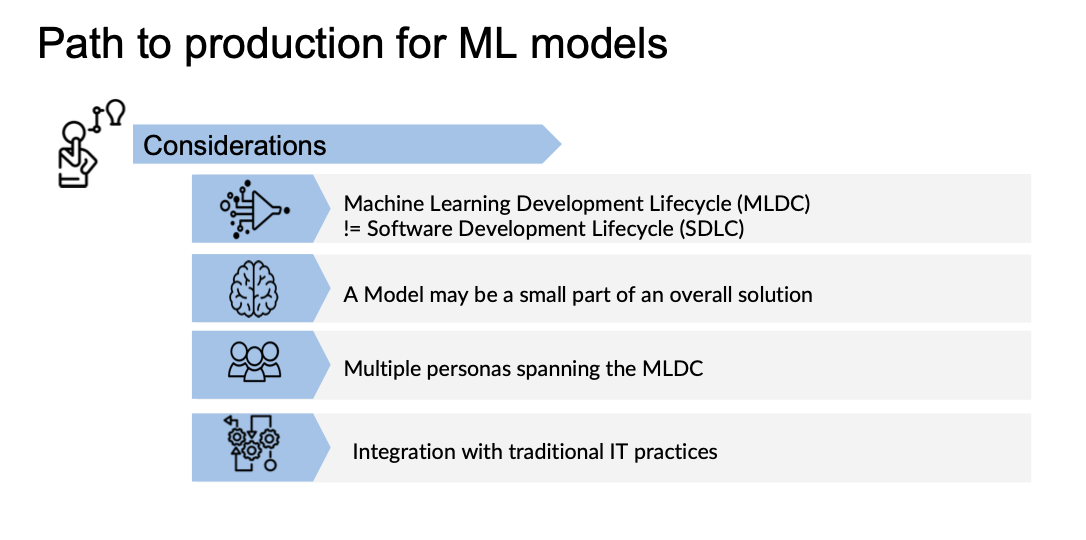 Path to production for ML models
Considerations
Machine Learning Development Lifecycle (MLDC)
!= Software Development Lifecycle (SDLC)
A Model may be a small part of an overall solution
Multiple personas spanning the MLDC
Integration with traditional IT practices